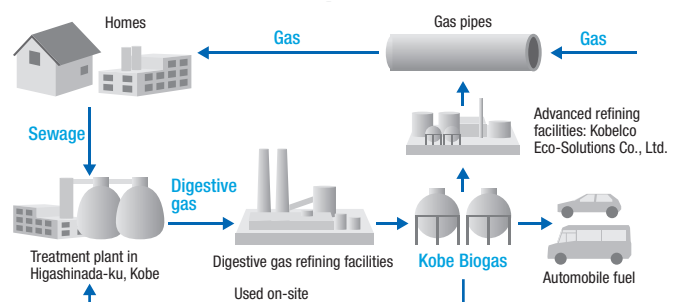 Homes
Gas
Gas pipes
Gas
Sewage
Advanced refining
facilities: Kobelco
Eco-Solutions Co., Ltd.
Digestive
gas
Treatment plant in
Higashinada-ku, Kobe
Digestive gas refining facilities
Kobe Biogas
Automobile fuel
Used on-site